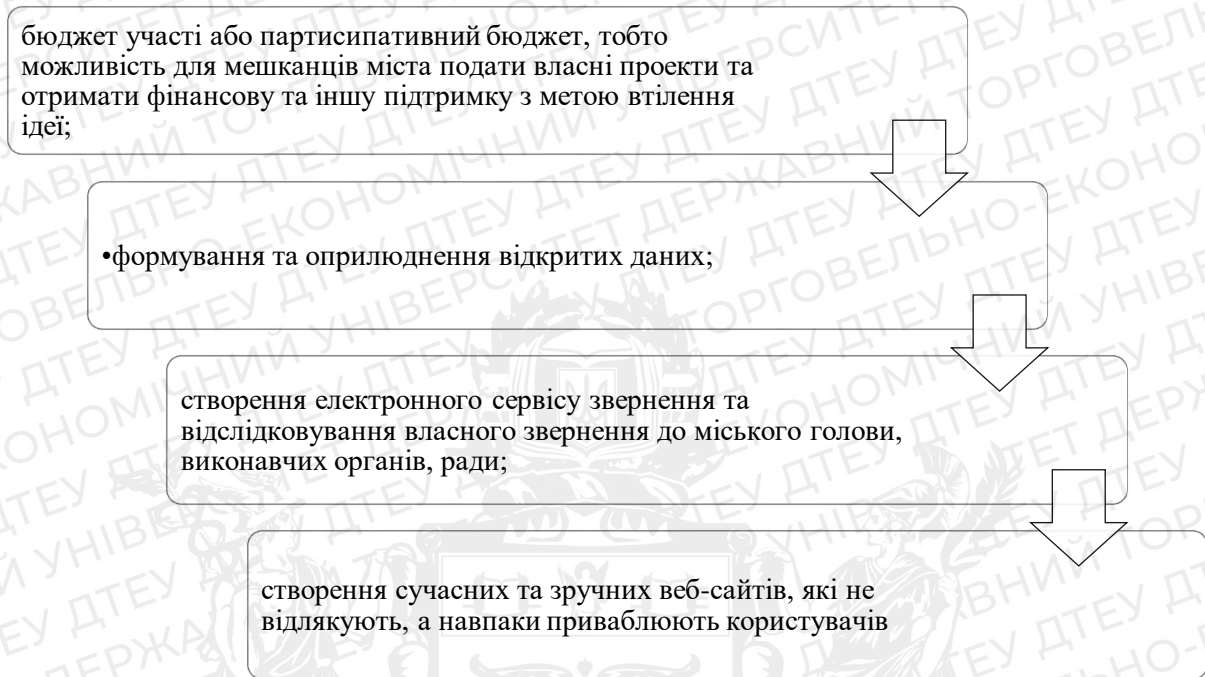 бюджет участі або партисипативний бюджет, тобто
можливість для мешканців міста подати власні проекти та
отримати фінансову та іншу підтримку з метою втілення
ідеї;
•формування та оприлюднення відкритих даних;
створення електронного сервісу звернення та
відслідковування власного звернення до міського голови,
виконавчих органів, ради;
створення сучасних та зручних веб-сайтів, які не
відлякують, а навпаки приваблюють користувачів